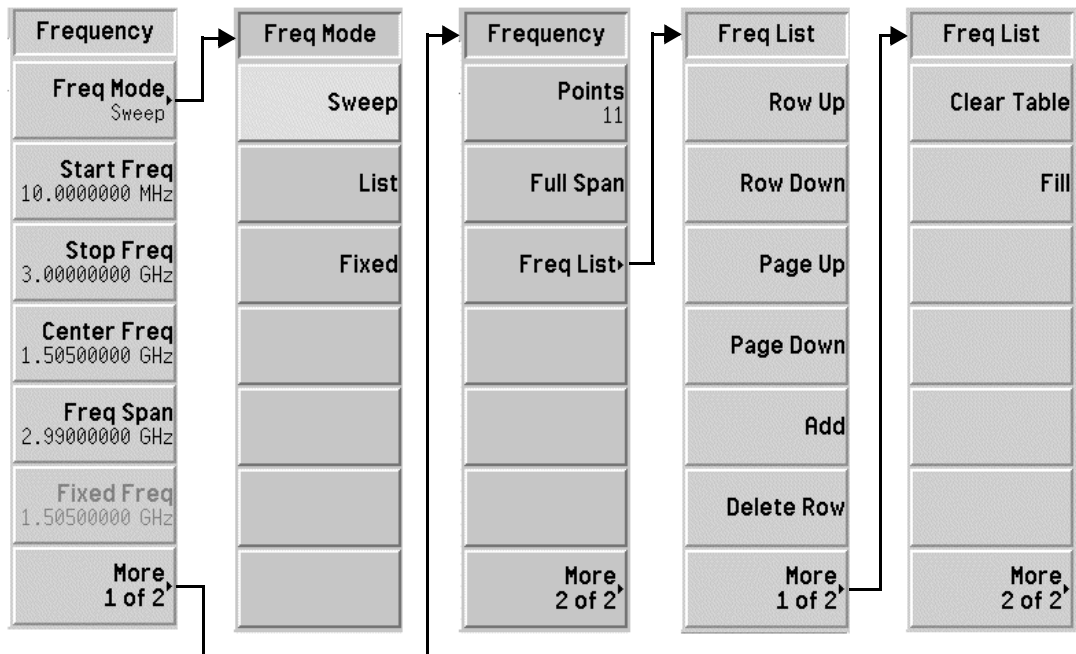 Frequency
Freq Mode
Sweep
Start Freq
10.0000000 MHz
Stop Freq
3.00000000 GHz
Center Freq
1.50500000 GHz
Freq Span
2.99000000 GHz
Fixed Freq
1.50500000 GHz
More
1 of 2
Freq Mode
Sweep
List
Fixed
Frequency
Points
11
Full Span
Freq List
More
2 of 2
Freq List
Row Up
Row Down
Page Up
Page Down
Add
Delete Row
More
1 of 2
Freq List
Clear Table
Fill
More
2 of 2